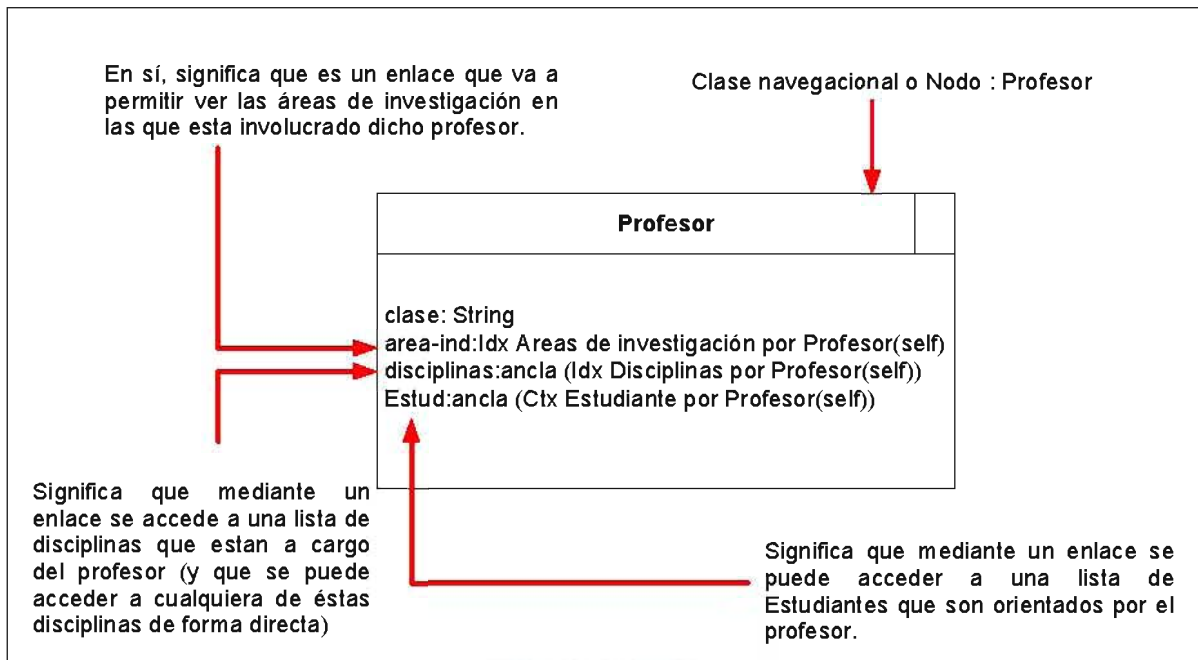 En sí, significa que es un enlace que va a
permitir ver las áreas de investigación en
las que esta involucrado dicho profesor.
Clase navegacional o Nodo : Profesor
Profesor
clase: String
area-ind:Idx Areas de investigación por Profesor(self)
disciplinas:ancla (Idx Disciplinas por Profesor(self))
Estud:ancla (Ctx Estudiante por Profesor(self))
Significa que mediante un
enlace se accede a una lista de
disciplinas que estan a cargo
del profesor (y que se puede
acceder a cualquiera de éstas
disciplinas de forma directa)
Significa que mediante un enlace se
puede acceder a una lista de
Estudiantes que son orientados por el
profesor.